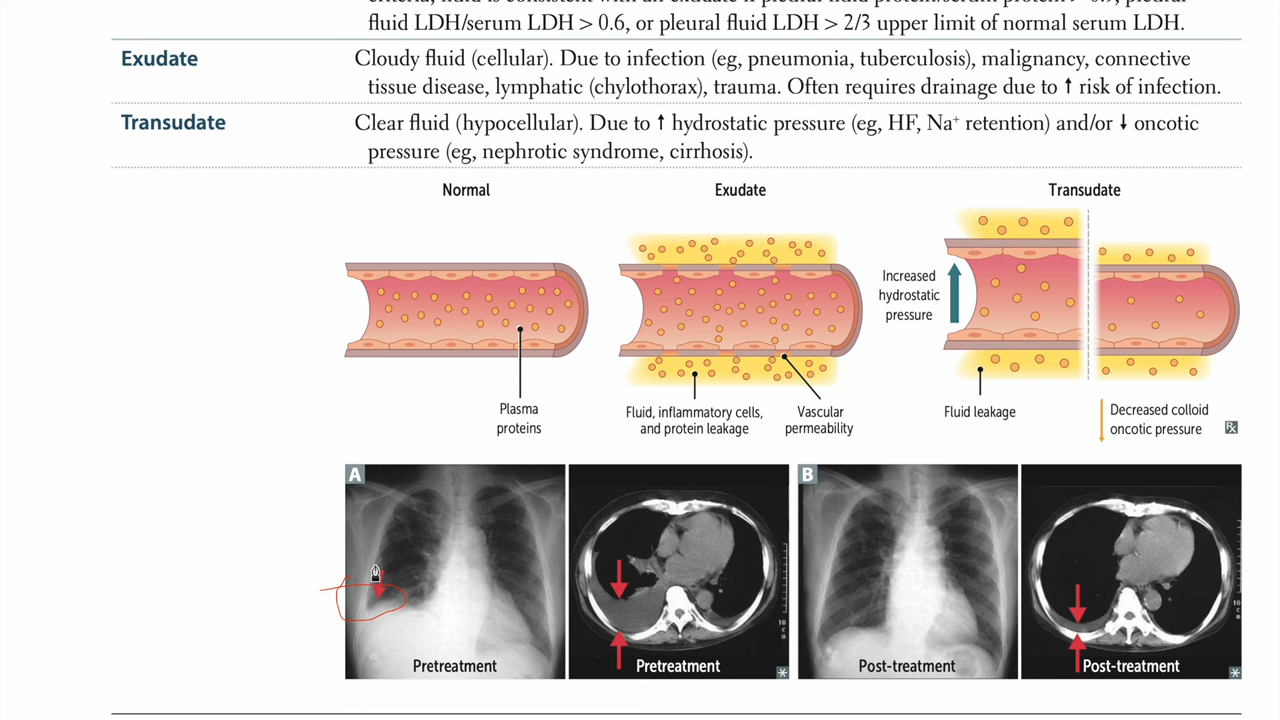 fluid LDH/serum LDH > 0.6, or pleural fluid LDH > 2/3 upper limit of normal serum LDH.
Exudate
Cloudy fluid (cellular). Due to infection (eg, pneumonia, tuberculosis), malignancy, connective
tissue disease, lymphatic (chylothorax), trauma. Often requires drainage due to ↑ risk of infection.
Transudate
Clear fluid (hypocellular). Due to ↑ hydrostatic pressure (eg, HF, Na⁺ retention) and/or ↓ oncotic
pressure (eg, nephrotic syndrome, cirrhosis).
Normal
Exudate
Transudate
Increased
hydrostatic
pressure
Plasma
proteins
Fluid, inflammatory cells,
and protein leakage
Vascular
permeability
Fluid leakage
Decreased colloid
oncotic pressure
Rx
A
B
Pretreatment
Pretreatment
Post-treatment
Post-treatment